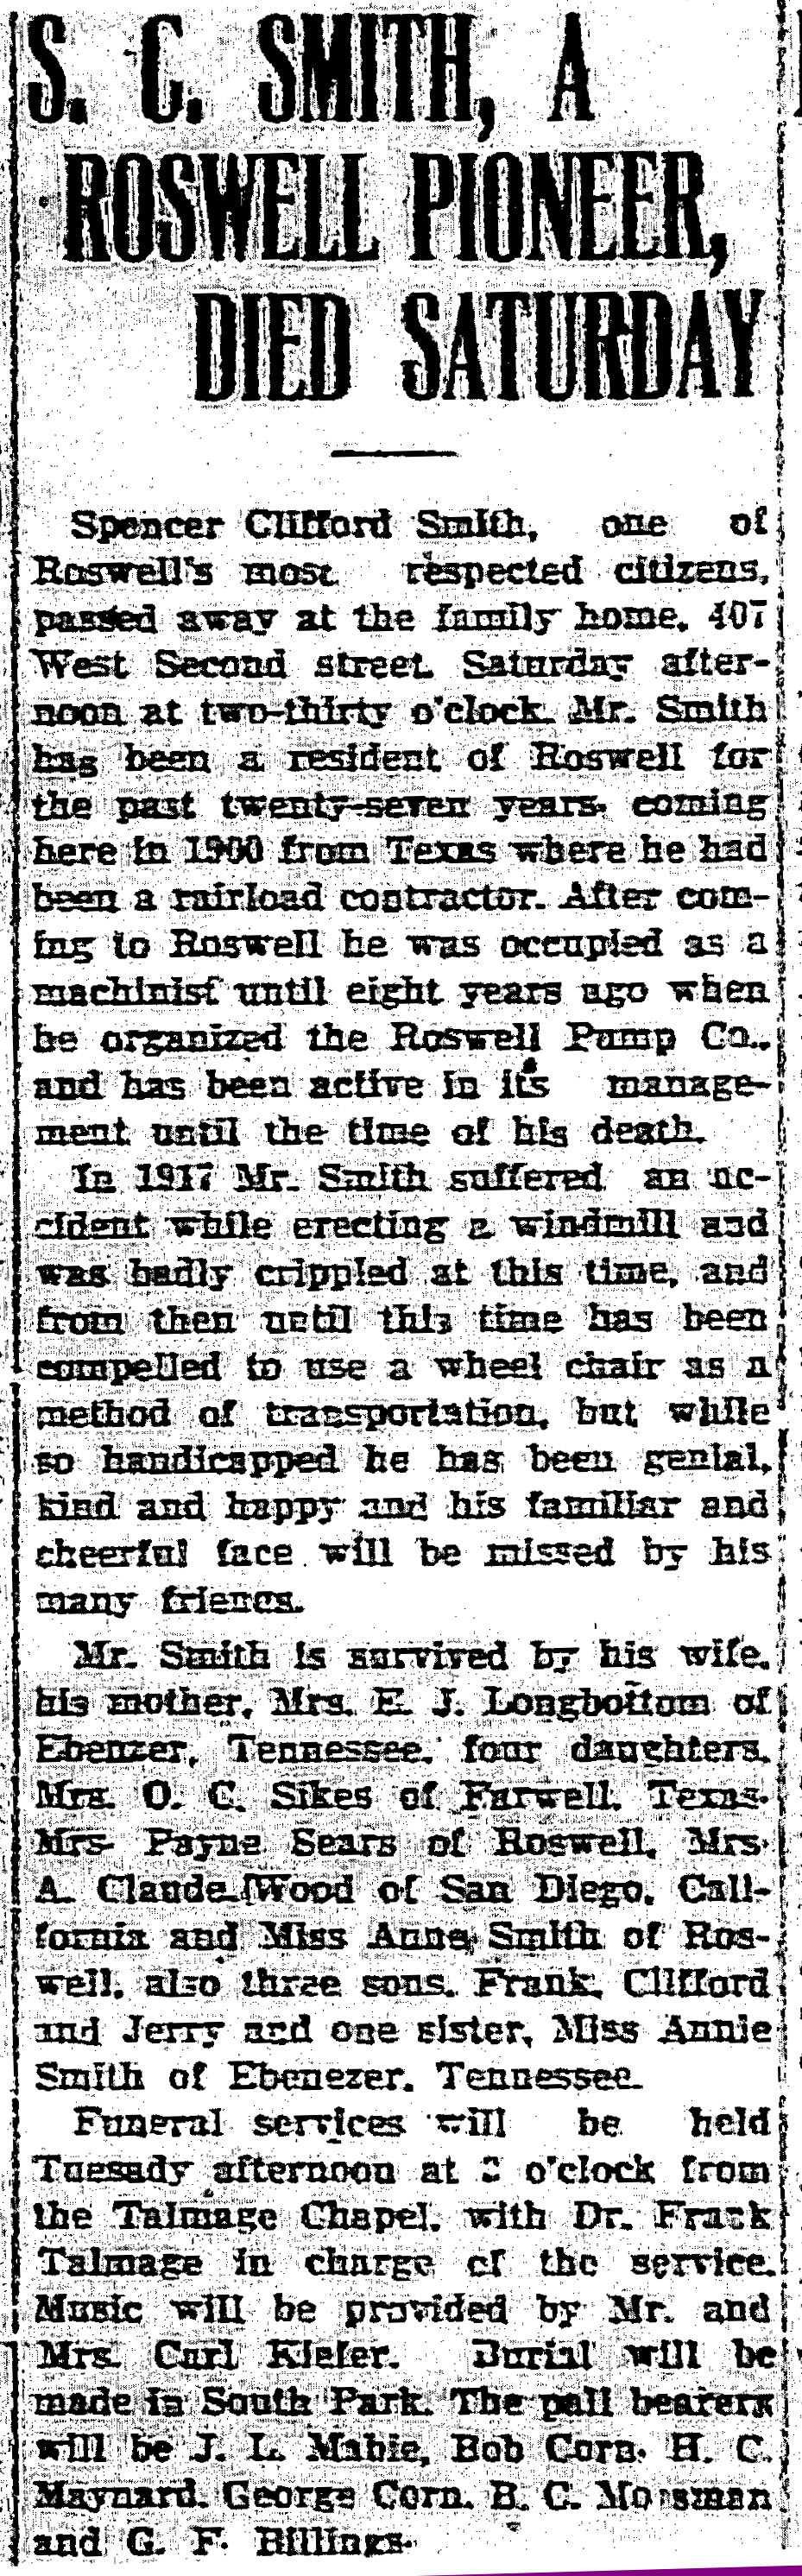 S. C. SMITH, A
ROSWELL PIONEER,
DIED SATURDAY
Spencer Clifford Smith, one of
Roswell's most respected citizens,
passed away at the family home, 407
West Second street. Saturday after-
noon at two-thirty o'clock. Mr. Smith
has been a resident of Roswell for
the past twenty-seven years, coming
here in 1900 from Texas where he had
been a rairload contractor. After com-
ing to Roswell he was occupied as a
machinist until eight years ago when
he organized the Roswell Pump Co.,
and has been active in its manage-
ment until the time of his death.
In 1917 Mr. Smith suffered an ac-
cident while erecting a windmill and
was badly crippled at this time, and
from then until this time has been
compelled to use a wheel chair as a
method of transportation, but while
so handicapped he has been genial,
kind and happy and his familiar and
cheerful face will be missed by his
many friends.
Mr. Smith is survived by his wife,
his mother, Mrs. E. J. Longbottom of
Ebenzer, Tennessee, four daughters,
Mrs. O. C. Sikes of Farwell, Texas,
Mrs. Payne Sears of Roswell, Mrs.
A. Claude Wood of San Diego, Cali-
fornia and Miss Anne Smith of Ros-
well, also three sons, Frank, Clifford
and Jerry and one sister, Miss Annie
Smith of Ebenezer, Tennessee.
Funeral services will be held
Tuesady afternoon at 2 o'clock from
the Talmage Chapel, with Dr. Frank
Talmage in charge of the service.
Music will be provided by Mr. and
Mrs. Carl Kiefer. Burial will be
made in South Park. The pall bearers
will be J. L. Mabie, Bob Corn, H. C.
Maynard, George Corn, B. C. Mossman
and G. F. Billings.